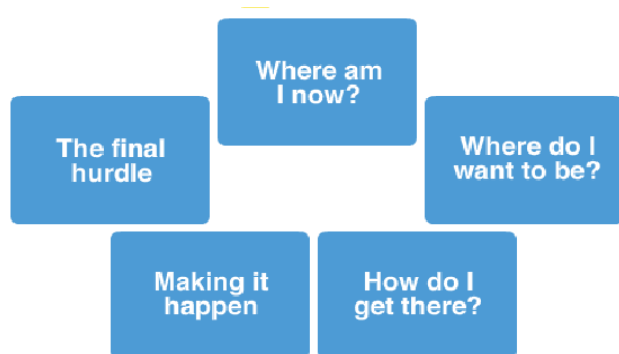 Where am
I now?
Where do I
want to be?
How do I
get there?
Making it
happen
The final
hurdle